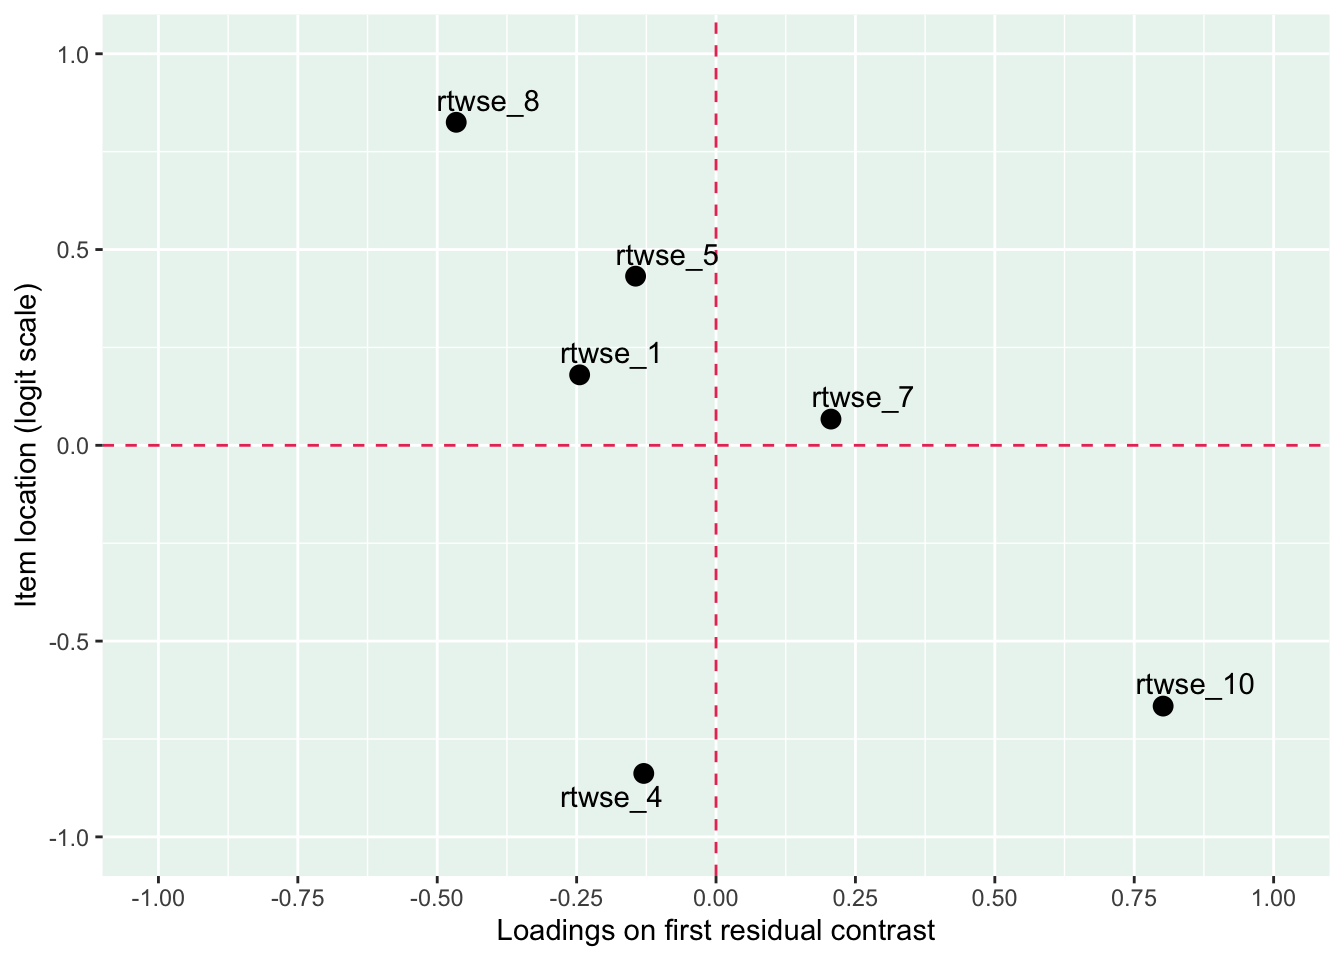 1.0
rtwse_8
0.5
rtwse_5
rtwse_1
rtwse_7
0.0
-0.5
rtwse_10
rtwse_4
-1.0
Item location (logit scale)
-1.00 -0.75 -0.50 -0.25 0.00 0.25 0.50 0.75 1.00
Loadings on first residual contrast